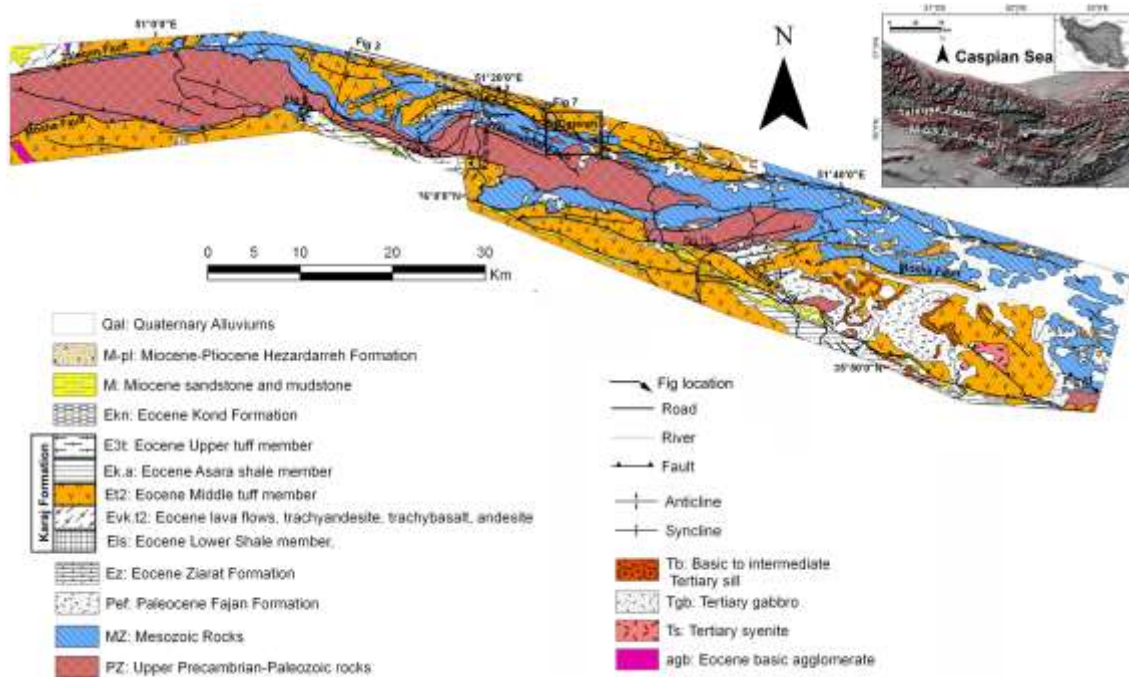 51°0'0"E
Fig 3
51°20'0"E
Fig 7
N
Caspian Sea
Taleqan Fault
Mosha Fault
51°40'0"E
36°0'0"N
Mosha Fault
35°50'0"N
0 5 10 20 30
Km
Qal: Quaternary Alluviums
M-pl: Miocene-Pliocene Hezardarreh Formation
M: Miocene sandstone and mudstone
Ekn: Eocene Kond Formation
Karaj Formation
E3t: Eocene Upper tuff member
Ek.a: Eocene Asara shale member
Et2: Eocene Middle tuff member
Evk.t2: Eocene lava flows, trachyandesite, trachybasalt, andesite
Els: Eocene Lower Shale member,
Ez: Eocene Ziarat Formation
Pef: Paleocene Fajan Formation
MZ: Mesozoic Rocks
PZ: Upper Precambrian-Paleozoic rocks
Fig location
Road
River
Fault
Anticline
Syncline
Tb: Basic to intermediate
Tertiary sill
Tgb: Tertiary gabbro
Ts: Tertiary syenite
agb: Eocene basic agglomerate